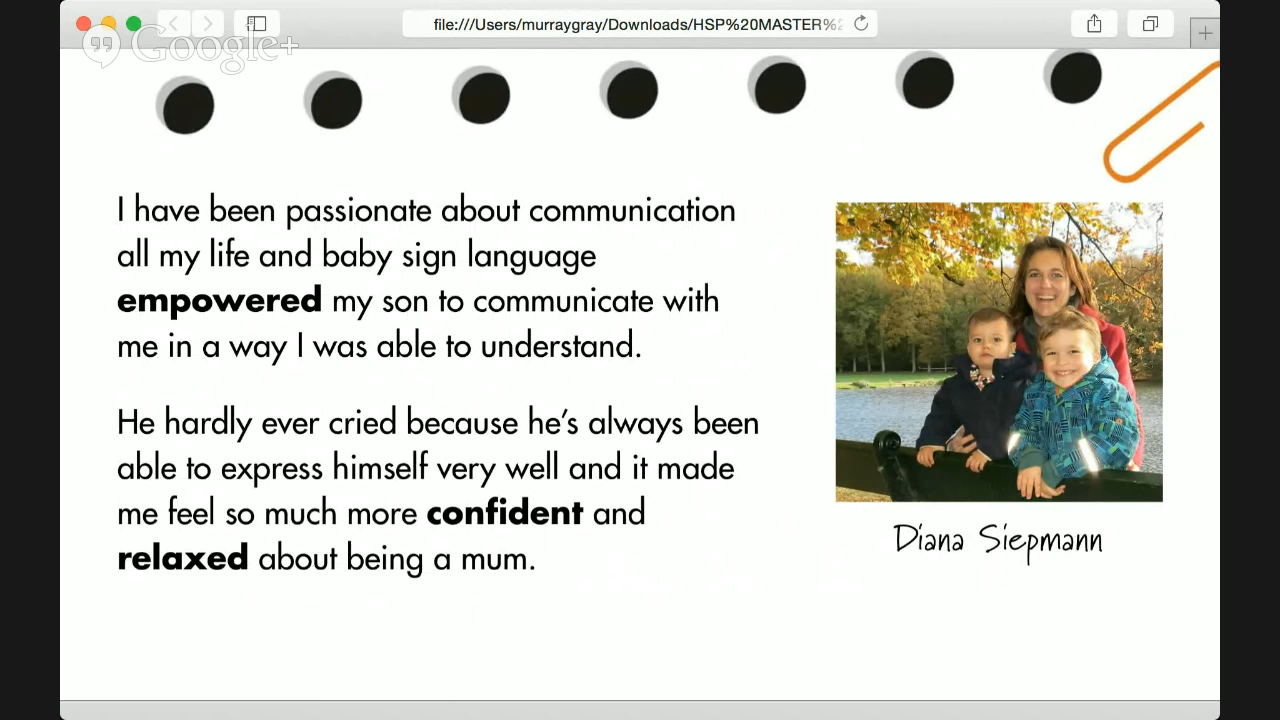 file:///Users/murraygray/Downloads/HSP%20MASTER%2
Google+
I have been passionate about communication
all my life and baby sign language
empowered my son to communicate with
me in a way I was able to understand.
He hardly ever cried because he's always been
able to express himself very well and it made
me feel so much more confident and
relaxed about being a mum.
Diana Siepmann